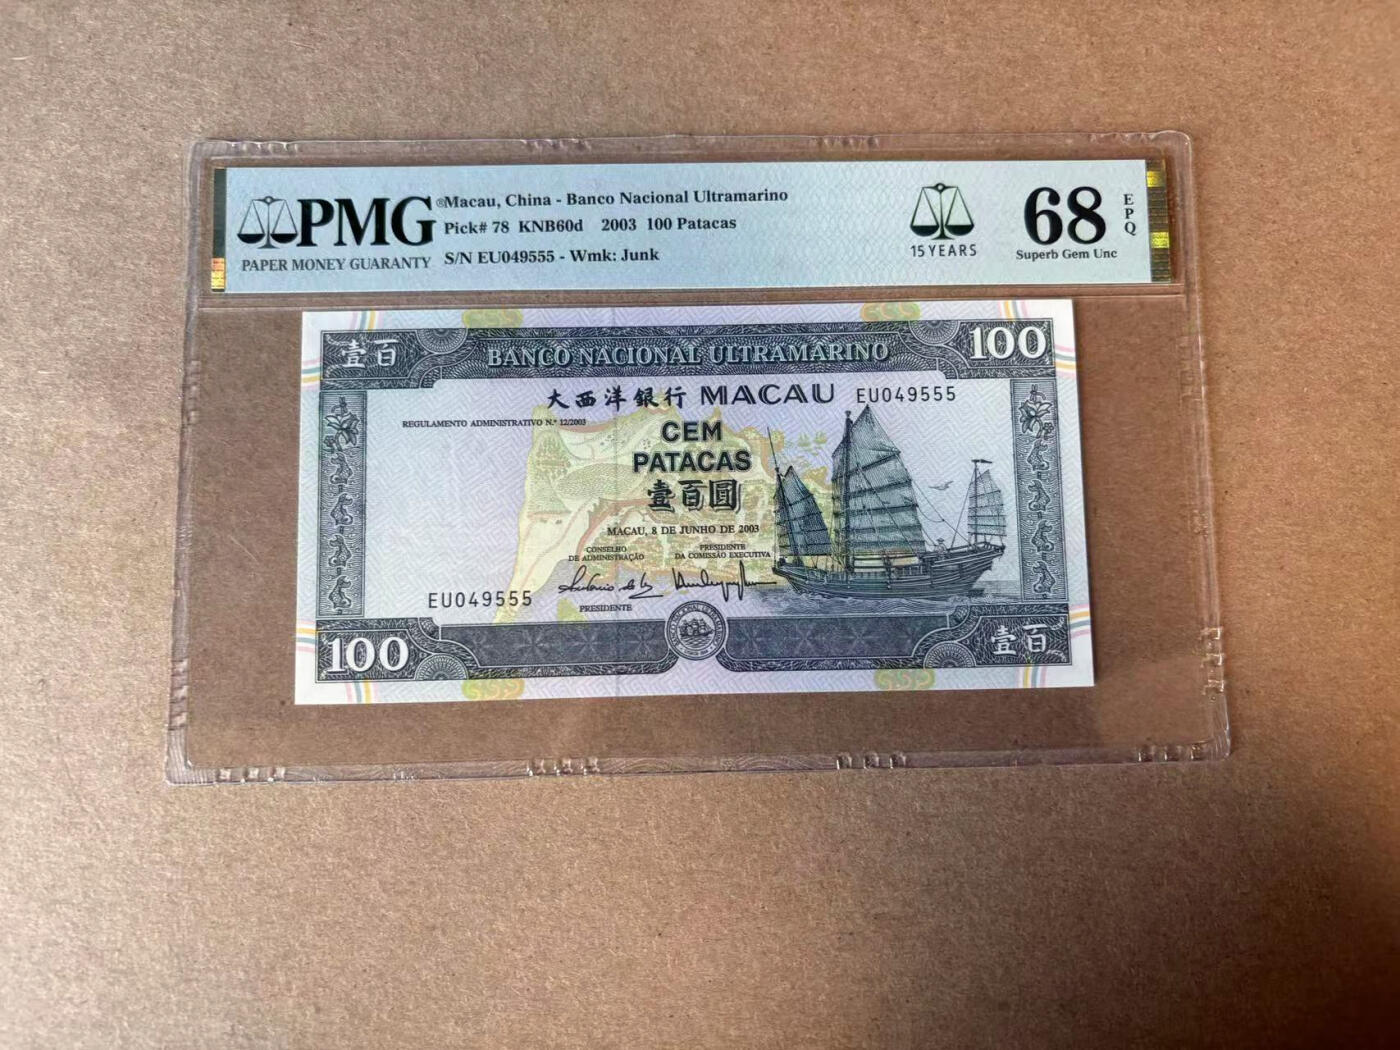 PMG®
PAPER MONEY GUARANTY
Macau, China - Banco Nacional Ultramarino
Pick# 78 KNB60d 2003 100 Patacas
S/N EU049555 - Wmk: Junk
15 YEARS
68
EPQ
Superb Gem Unc
壹百
BANCO NACIONAL ULTRAMARINO
100
大西洋銀行 MACAU EU049555
REGULAMENTO ADMINISTRATIVO N.º 12/2003
CEM
PATACAS
壹百圓
MACAU, 8 DE JUNHO DE 2003
CONSELHO
DE ADMINISTRAÇÃO
PRESIDENTE
DA COMISSÃO EXECUTIVA
EU049555
PRESIDENTE
100
壹百